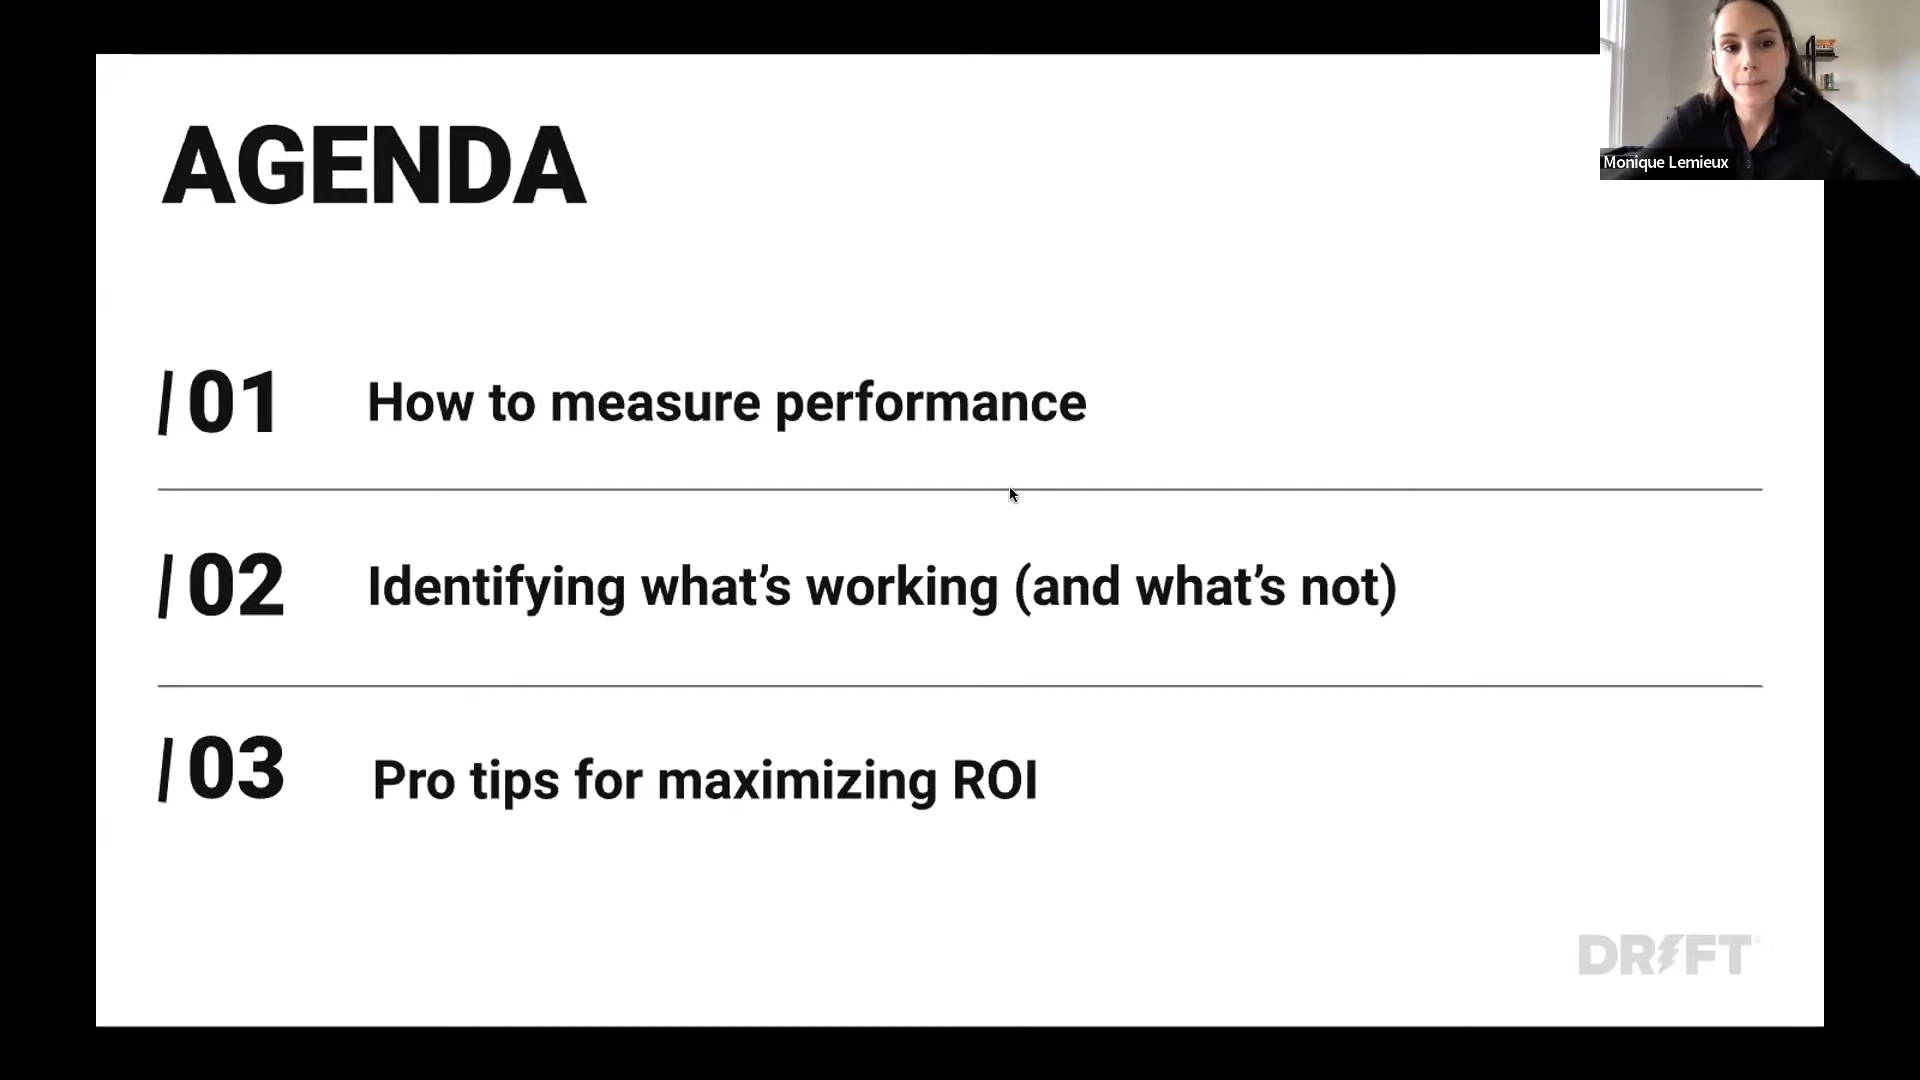 AGENDA
Monique Lemieux
/01 How to measure performance
/02 Identifying what’s working (and what’s not)
/03 Pro tips for maximizing ROI
DRIFT